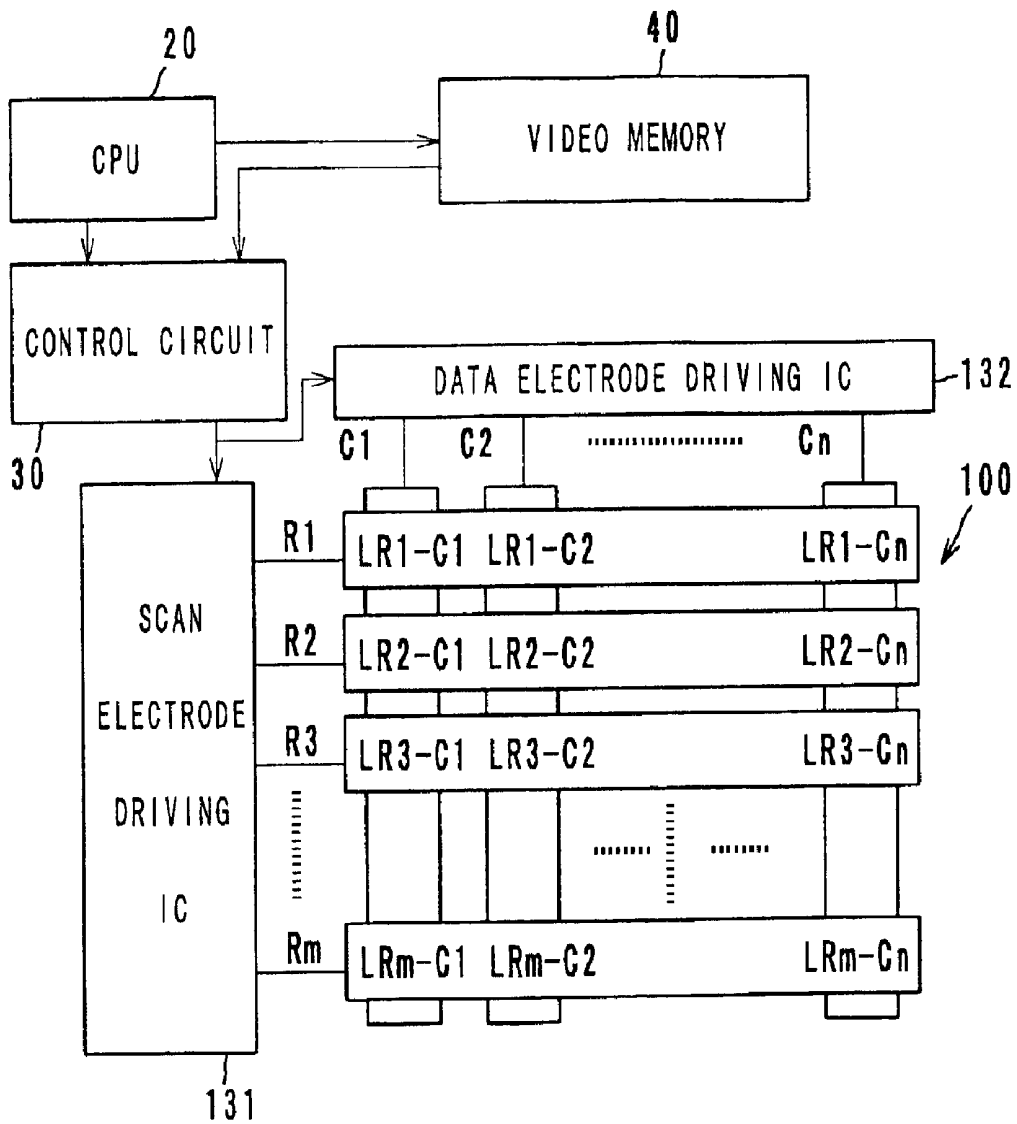 20
40
CPU
VIDEO MEMORY
CONTROL CIRCUIT
30
DATA ELECTRODE DRIVING IC
132
C1 C2 Cn
100
SCAN
ELECTRODE
DRIVING
IC
131
R1
LR1-C1 LR1-C2 LR1-Cn
R2
LR2-C1 LR2-C2 LR2-Cn
R3
LR3-C1 LR3-C2 LR3-Cn
Rm
LRm-C1 LRm-C2 LRm-Cn